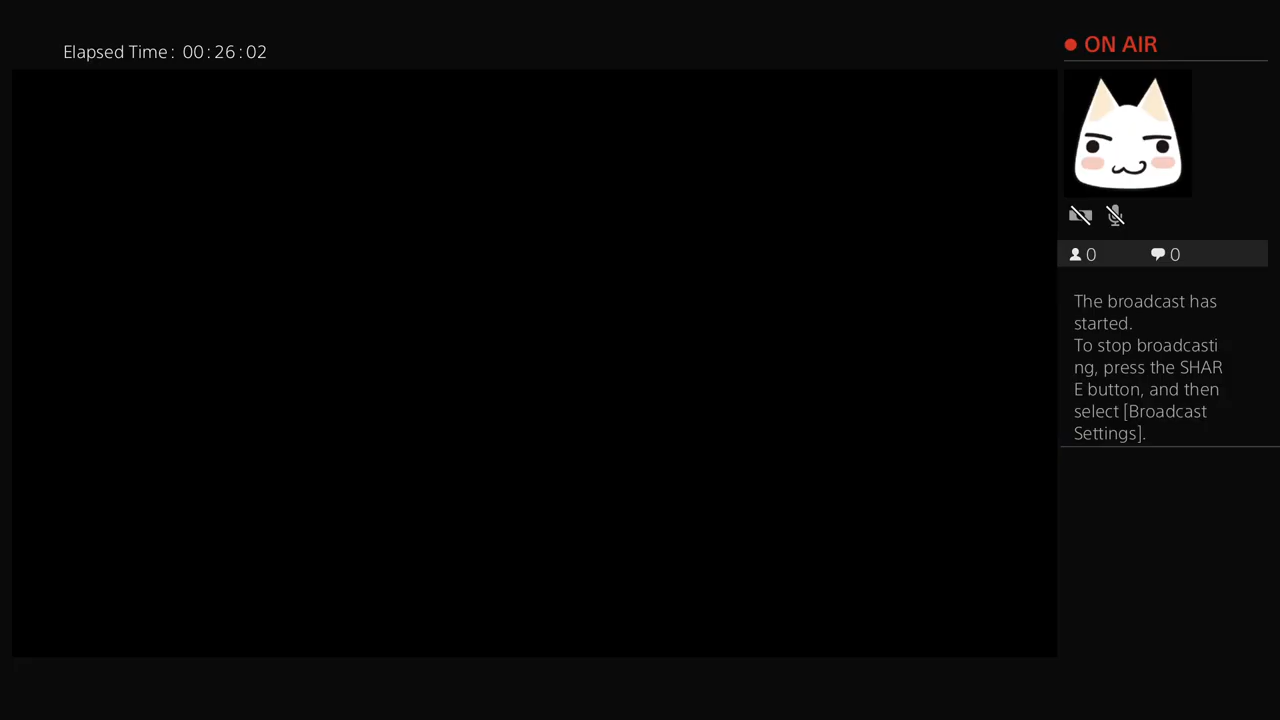 Elapsed Time: 00:26:02
ON AIR
0 0
The broadcast has
started.
To stop broadcasti
ng, press the SHAR
E button, and then
select [Broadcast
Settings].